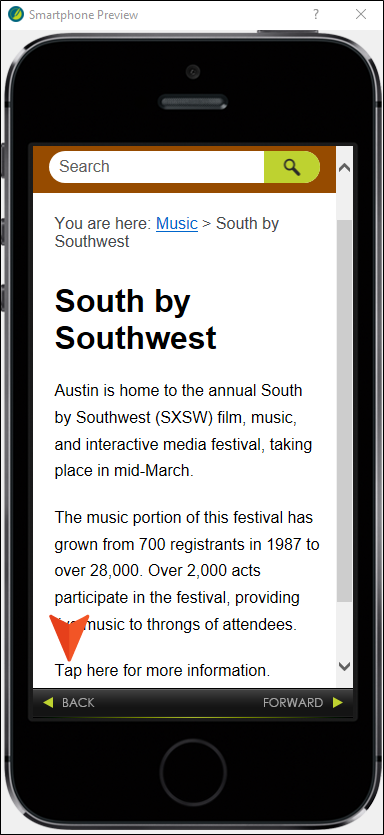 Smartphone Preview
Search
You are here: Music > South by
Southwest
South by
Southwest
Austin is home to the annual South
by Southwest (SXSW) film, music,
and interactive media festival, taking
place in mid-March.
The music portion of this festival has
grown from 700 registrants in 1987 to
over 28,000. Over 2,000 acts
participate in the festival, providing
music to throngs of attendees.
Tap here for more information.
BACK FORWARD